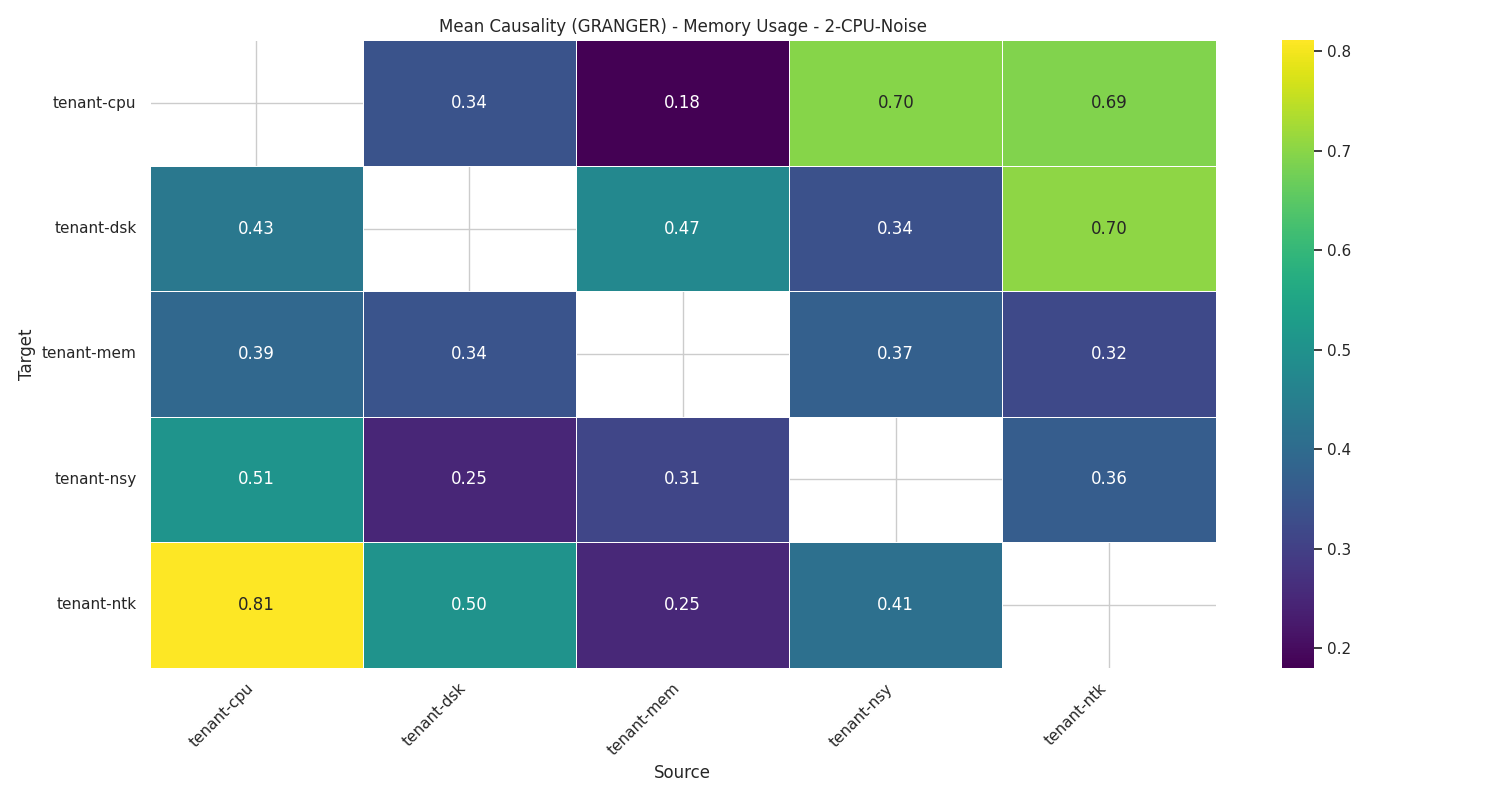 Mean Causality (GRANGER) - Memory Usage - 2-CPU-Noise
tenant-cpu 0.34 0.18 0.70 0.69
tenant-dsk 0.43 0.47 0.34 0.70
tenant-mem 0.39 0.34 0.37 0.32
tenant-nsy 0.51 0.25 0.31 0.36
tenant-ntk 0.81 0.50 0.25 0.41
Target
tenant-cpu tenant-dsk tenant-mem tenant-nsy tenant-ntk
Source
0.8
0.7
0.6
0.5
0.4
0.3
0.2